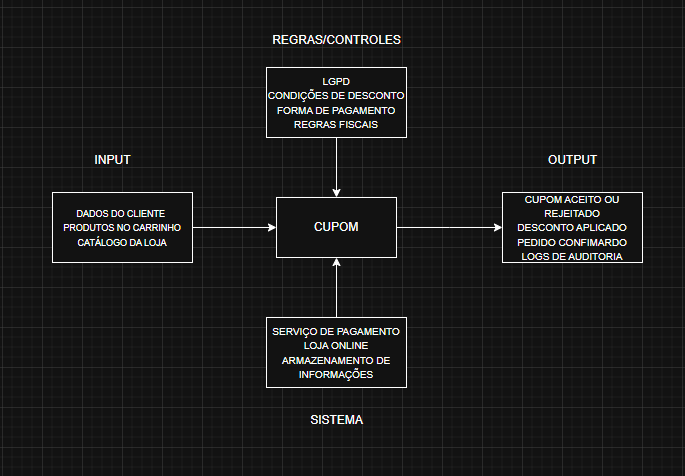 REGRAS/CONTROLES
LGPD
CONDIÇÕES DE DESCONTO
FORMA DE PAGAMENTO
REGRAS FISCAIS
INPUT
DADOS DO CLIENTE
PRODUTOS NO CARRINHO
CATÁLOGO DA LOJA
CUPOM
OUTPUT
CUPOM ACEITO OU
REJEITADO
DESCONTO APLICADO
PEDIDO CONFIMARDO
LOGS DE AUDITORIA
SERVIÇO DE PAGAMENTO
LOJA ONLINE
ARMAZENAMENTO DE
INFORMAÇÕES
SISTEMA